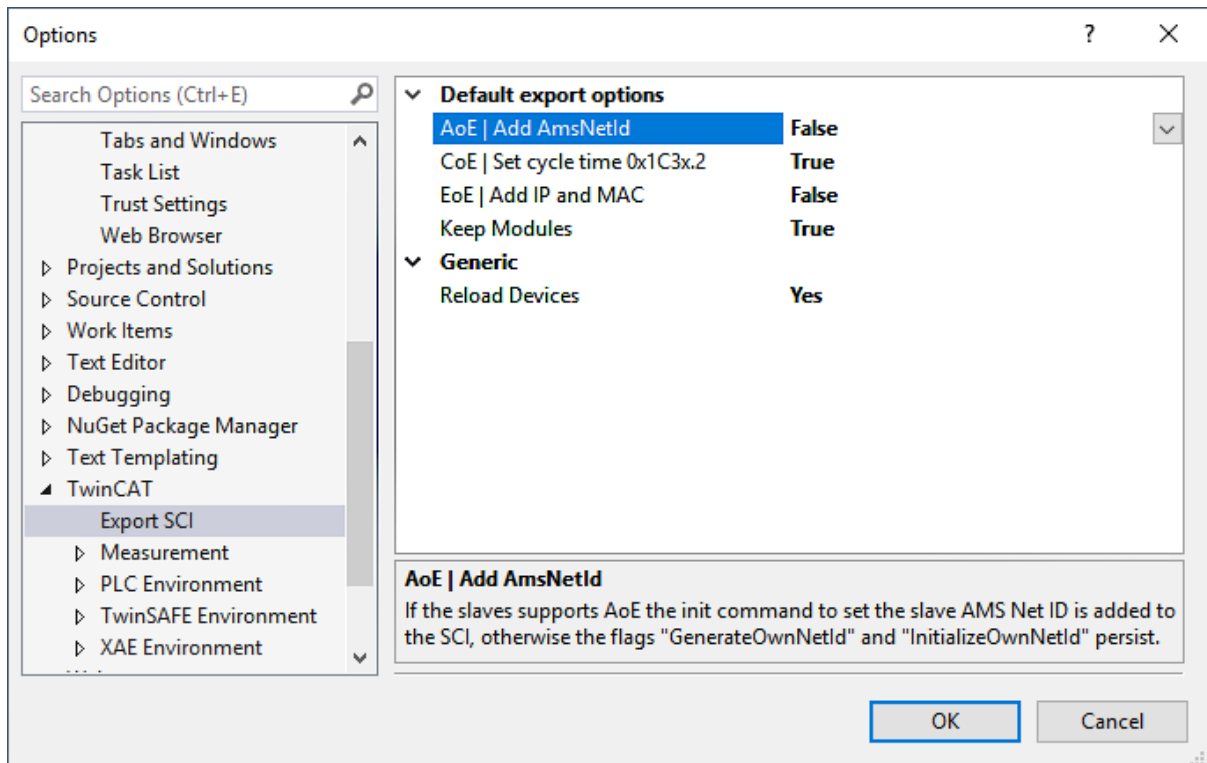 Options
?
Search Options (Ctrl+E)
Tabs and Windows
Task List
Trust Settings
Web Browser
Projects and Solutions
Source Control
Work Items
Text Editor
Debugging
NuGet Package Manager
Text Templating
TwinCAT
Export SCI
Measurement
PLC Environment
TwinSAFE Environment
XAE Environment
Default export options
AoE | Add AmsNetId False
CoE | Set cycle time 0x1C3x.2 True
EoE | Add IP and MAC False
Keep Modules True
Generic
Reload Devices Yes
AoE | Add AmsNetId
If the slaves supports AoE the init command to set the slave AMS Net ID is added to
the SCI, otherwise the flags "GenerateOwnNetId" and "InitializeOwnNetId" persist.
OK
Cancel